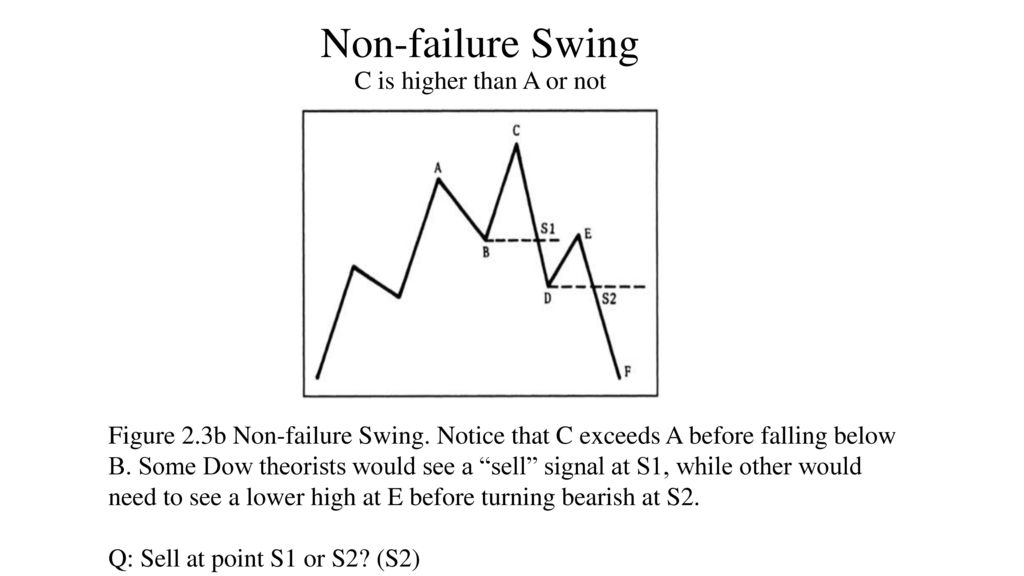 Non-failure Swing
C is higher than A or not
C
A
S1
E
B
D
S2
F
Figure 2.3b Non-failure Swing. Notice that C exceeds A before falling below
B. Some Dow theorists would see a “sell” signal at S1, while other would
need to see a lower high at E before turning bearish at S2.
Q: Sell at point S1 or S2? (S2)